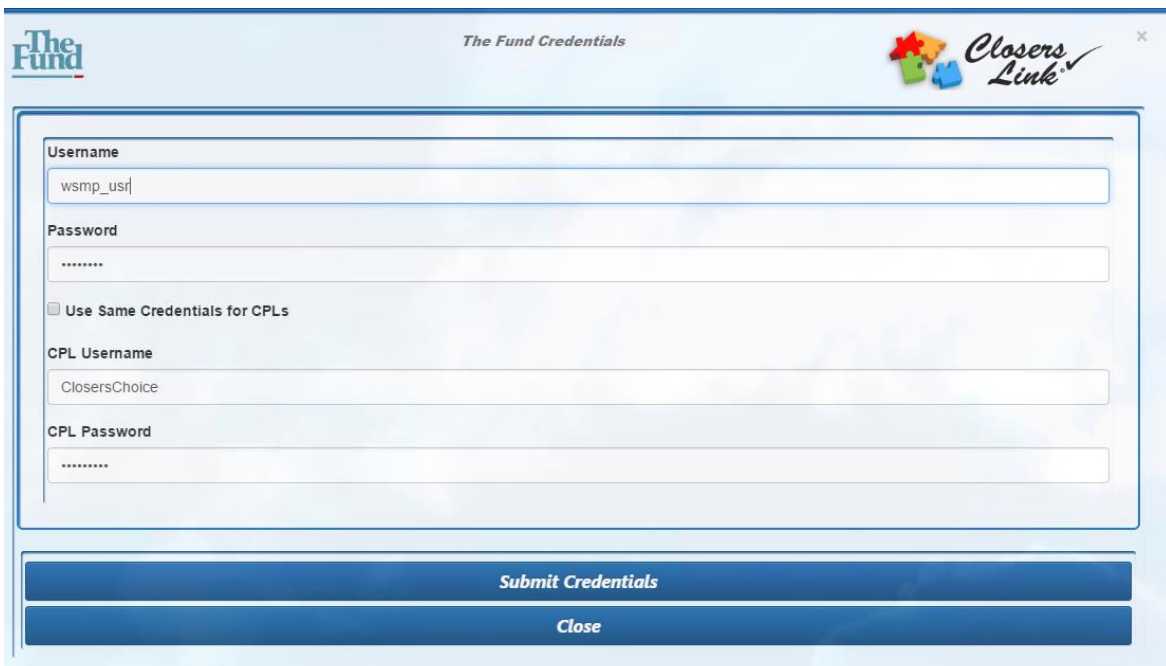 The Fund
The Fund Credentials
Closers Link
×
Username
wsmp_usr
Password
••••••••
Use Same Credentials for CPLs
CPL Username
ClosersChoice
CPL Password
•••••••••
Submit Credentials
Close